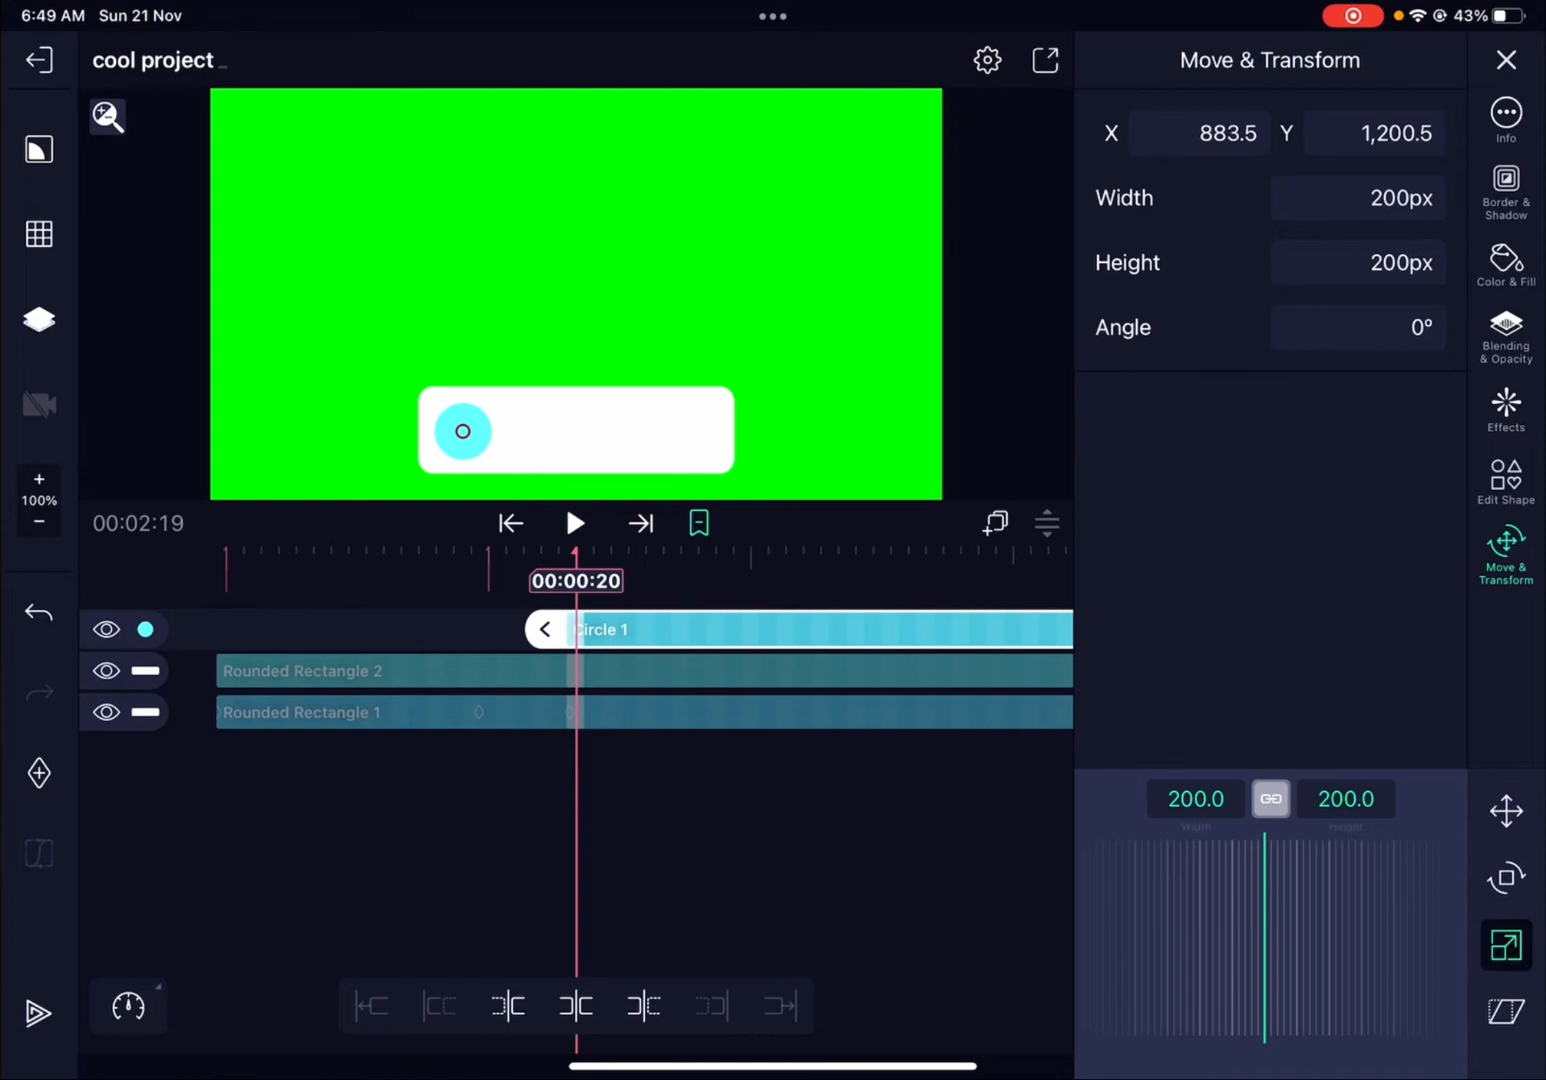 6:49 AM Sun 21 Nov
43%
cool project
Move & Transform
X 883.5 Y 1,200.5
Width 200px
Height 200px
Angle 0°
Info
Border &
Shadow
Color & Fill
Blending
& Opacity
Effects
Edit Shape
Move &
Transform
+
100%
−
00:02:19
00:00:20
Circle 1
Rounded Rectangle 2
Rounded Rectangle 1
200.0 200.0
Width Height